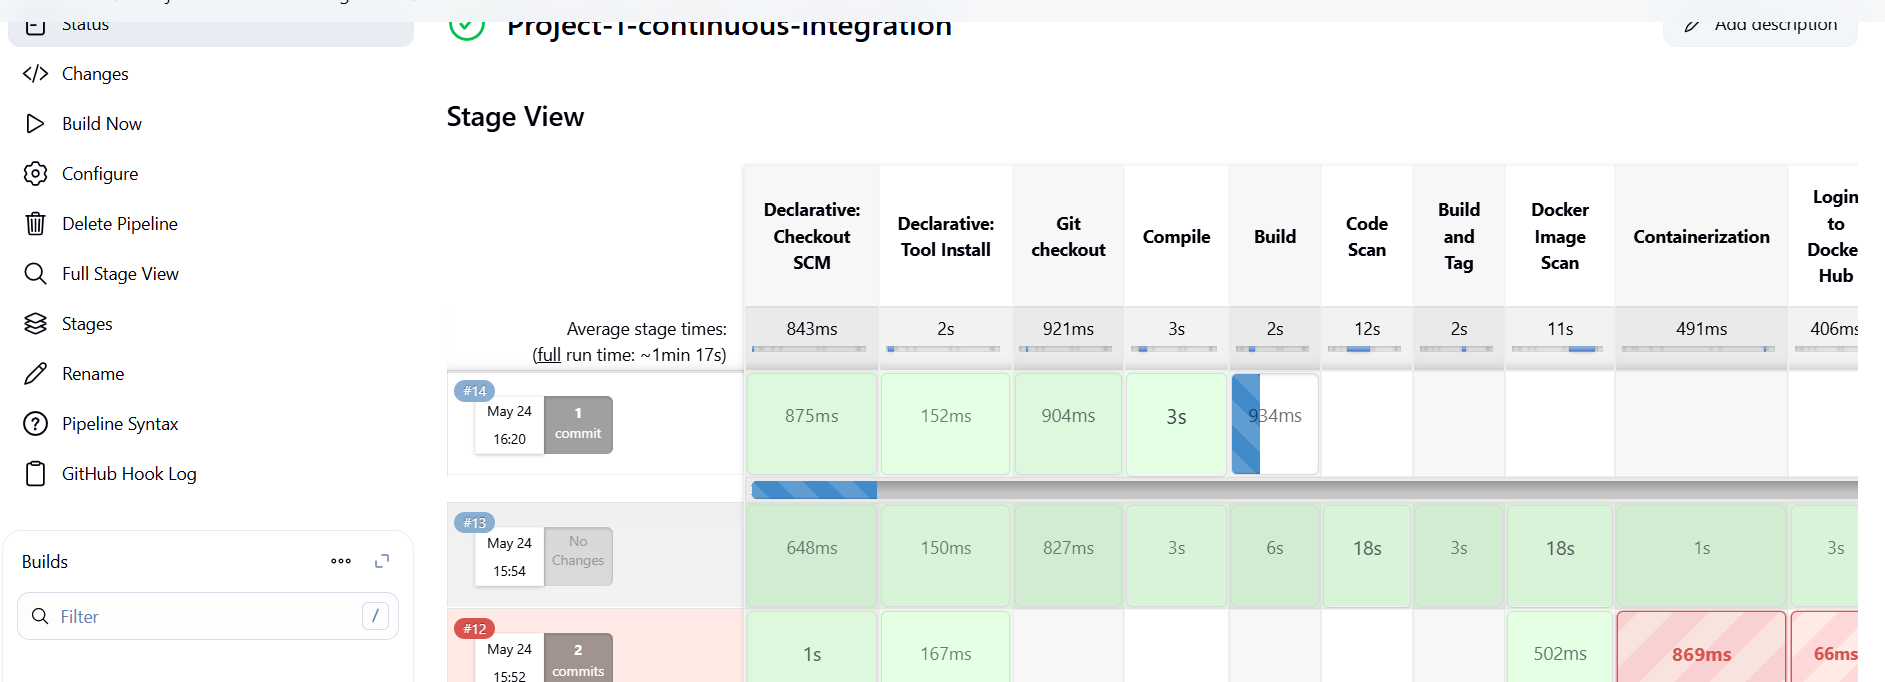 Status
Changes
Build Now
Configure
Delete Pipeline
Full Stage View
Stages
Rename
Pipeline Syntax
GitHub Hook Log
Builds
Filter
/
Project-1-continuous-integration
Add description
Stage View
Declarative:
Checkout
SCM
Declarative:
Tool Install
Git
checkout
Compile
Build
Code
Scan
Build
and
Tag
Docker
Image
Scan
Containerization
Login
to
Docke
Hub
Average stage times:
(full run time: ~1min 17s)
843ms
2s
921ms
3s
2s
12s
2s
11s
491ms
406ms
#14
May 24
16:20
1
commit
875ms
152ms
904ms
3s
934ms
#13
May 24
15:54
No
Changes
648ms
150ms
827ms
3s
6s
18s
3s
18s
1s
3s
#12
May 24
15:52
2
commits
1s
167ms
502ms
869ms
66ms